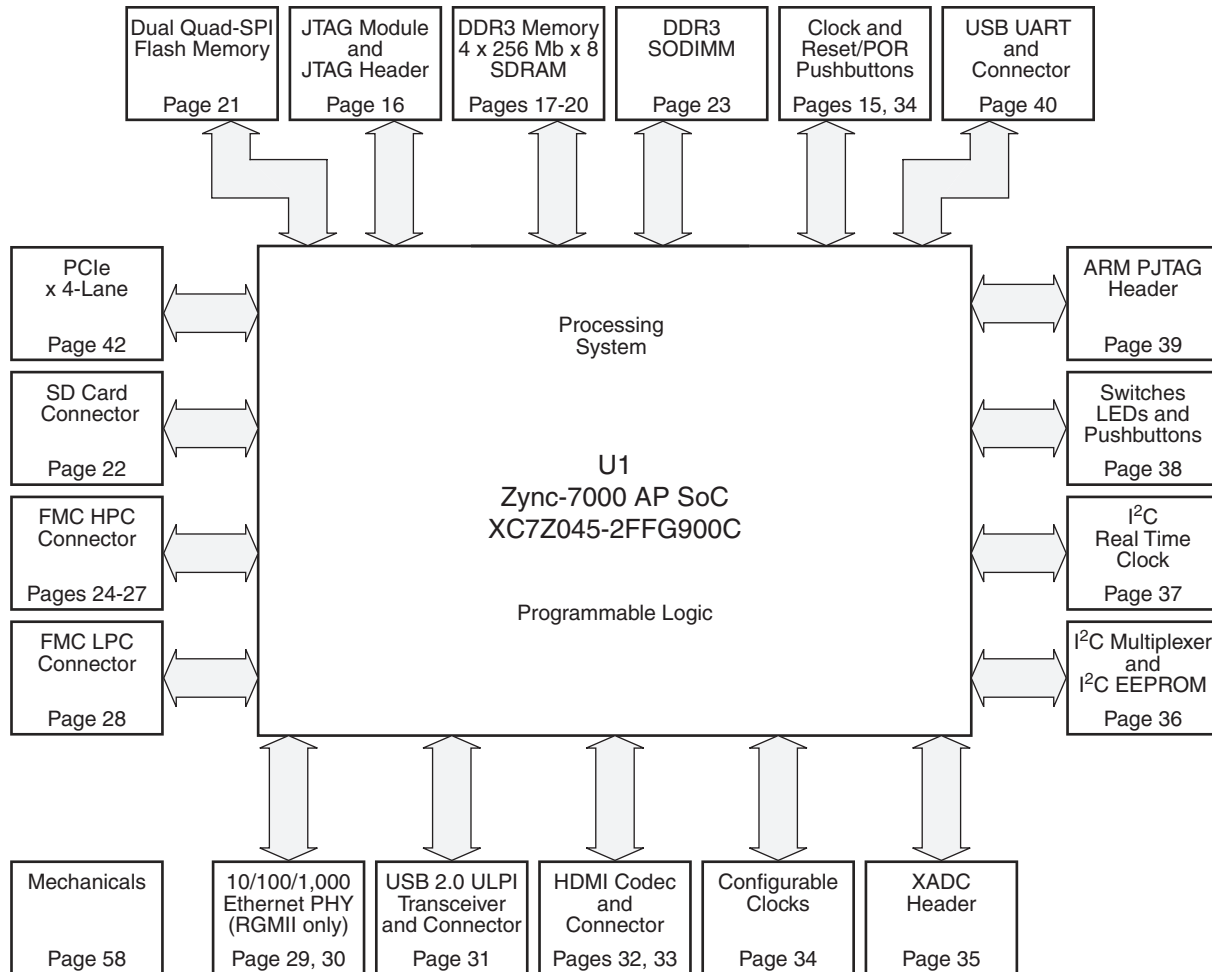 Dual Quad-SPI
Flash Memory
Page 21
JTAG Module
and
JTAG Header
Page 16
DDR3 Memory
4 x 256 Mb x 8
SDRAM
Pages 17-20
DDR3
SODIMM
Page 23
Clock and
Reset/POR
Pushbuttons
Pages 15, 34
USB UART
and
Connector
Page 40
PCIe
x 4-Lane
Page 42
SD Card
Connector
Page 22
FMC HPC
Connector
Pages 24-27
FMC LPC
Connector
Page 28
Processing
System
U1
Zync-7000 AP SoC
XC7Z045-2FFG900C
Programmable Logic
ARM PJTAG
Header
Page 39
Switches
LEDs and
Pushbuttons
Page 38
I²C
Real Time
Clock
Page 37
I²C Multiplexer
and
I²C EEPROM
Page 36
Mechanicals
Page 58
10/100/1,000
Ethernet PHY
(RGMII only)
Page 29, 30
USB 2.0 ULPI
Transceiver
and Connector
Page 31
HDMI Codec
and
Connector
Pages 32, 33
Configurable
Clocks
Page 34
XADC
Header
Page 35